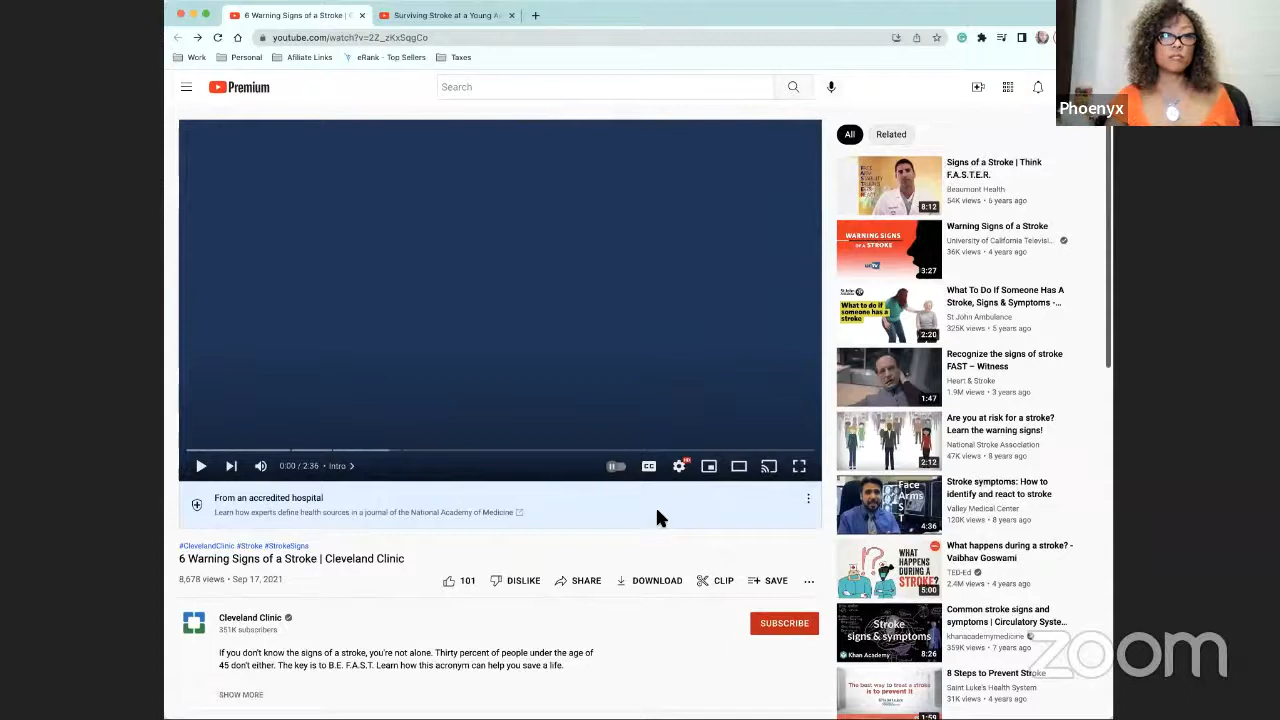 6 Warning Signs of a Stroke | C
Surviving Stroke at a Young A
youtube.com/watch?v=2Z_zKxSqgCo
Work
Personal
Affiliate Links
eRank - Top Sellers
Taxes
Phoenyx
Premium
Search
All
Related
Signs of a Stroke | Think
F.A.S.T.E.R.
Beaumont Health
54K views • 6 years ago
8:12
WARNING SIGNS
OF A STROKE
3:27
Warning Signs of a Stroke
University of California Televisi...
36K views • 4 years ago
What to do if
someone has a
stroke
2:20
What To Do If Someone Has A
Stroke, Signs & Symptoms -...
St John Ambulance
325K views • 5 years ago
1:47
Recognize the signs of stroke
FAST – Witness
Heart & Stroke
1.9M views • 3 years ago
2:12
Are you at risk for a stroke?
Learn the warning signs!
National Stroke Association
47K views • 8 years ago
Face
Arms
S
T
4:36
Stroke symptoms: How to
identify and react to stroke
Valley Medical Center
120K views • 8 years ago
WHAT
HAPPENS
DURING A
STROKE?
5:00
What happens during a stroke? -
Vaibhav Goswami
TED-Ed
2.4M views • 4 years ago
Stroke
signs & symptoms
Khan Academy
8:26
Common stroke signs and
symptoms | Circulatory Syste...
khanacademymedicine
359K views • 7 years ago
The best way to treat a stroke
is to prevent it
1:59
8 Steps to Prevent Stroke
Saint Luke's Health System
31K views • 4 years ago
0:00 / 2:36 • Intro
CC
HD
From an accredited hospital
Learn how experts define health sources in a journal of the National Academy of Medicine
#ClevelandClinic #Stroke #StrokeSigns
6 Warning Signs of a Stroke | Cleveland Clinic
8,678 views • Sep 17, 2021
101
DISLIKE
SHARE
DOWNLOAD
CLIP
SAVE
Cleveland Clinic
351K subscribers
SUBSCRIBE
If you don't know the signs of a stroke, you're not alone. Thirty percent of people under the age of
45 don't either. The key is to B.E. F.A.S.T. Learn how this acronym can help you save a life.
SHOW MORE
zoom